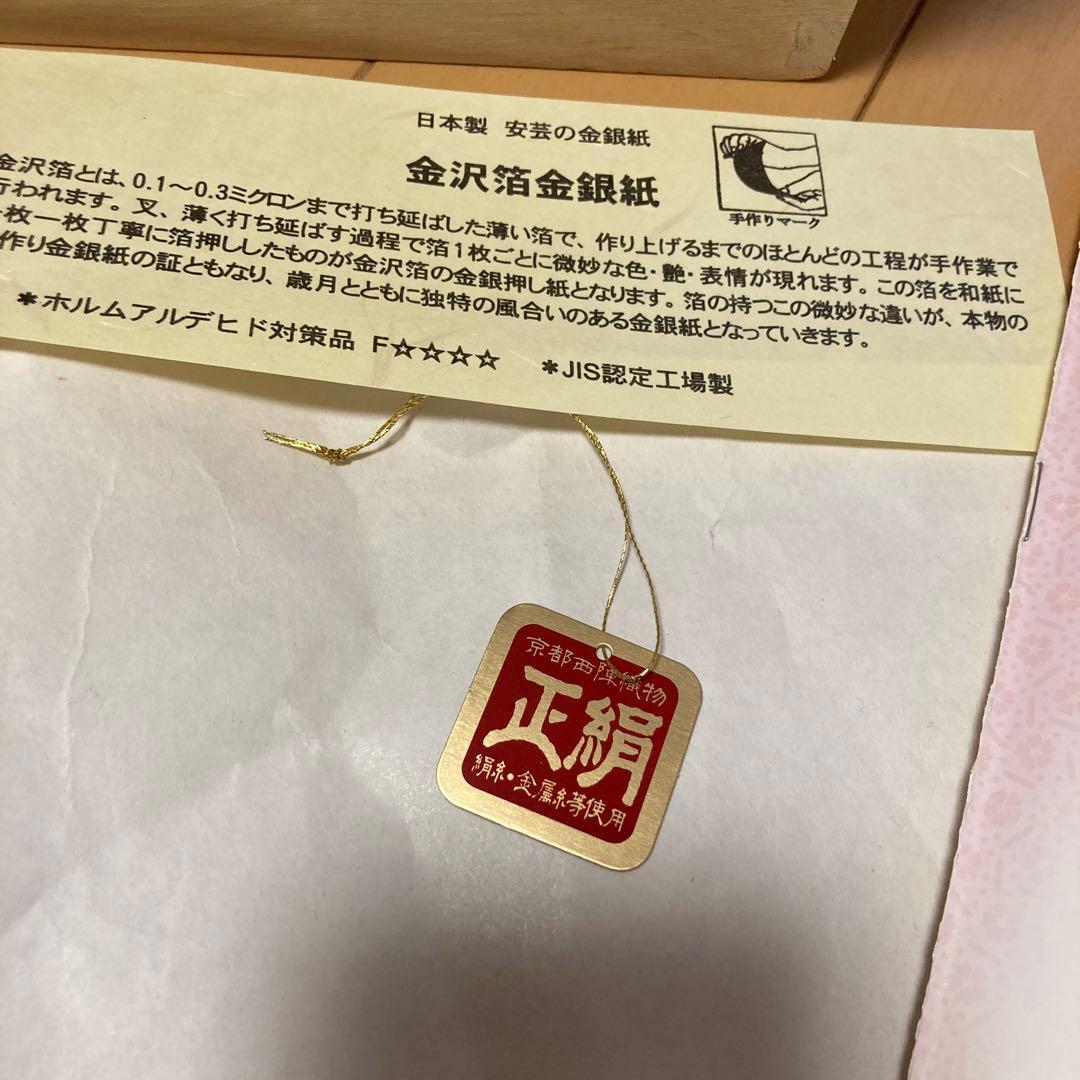 日本製 安芸の金銀紙
金沢箔金銀紙
手作りマーク
金沢箔とは、0.1～0.3ミクロンまで打ち延ばした薄い箔で、作り上げるまでのほとんどの工程が手作業で
行われます。叉、薄く打ち延ばす過程で箔1枚ごとに微妙な色・艶・表情が現れます。この箔を和紙に
枚一枚丁寧に箔押ししたものが金沢箔の金銀押し紙となります。箔の持つこの微妙な違いが、本物の
作り金銀紙の証ともなり、歳月とともに独特の風合いのある金銀紙となっていきます。
＊ホルムアルデヒド対策品 F☆☆☆☆ ＊JIS認定工場製
京都西陣織物
正絹
絹糸・金属糸等使用